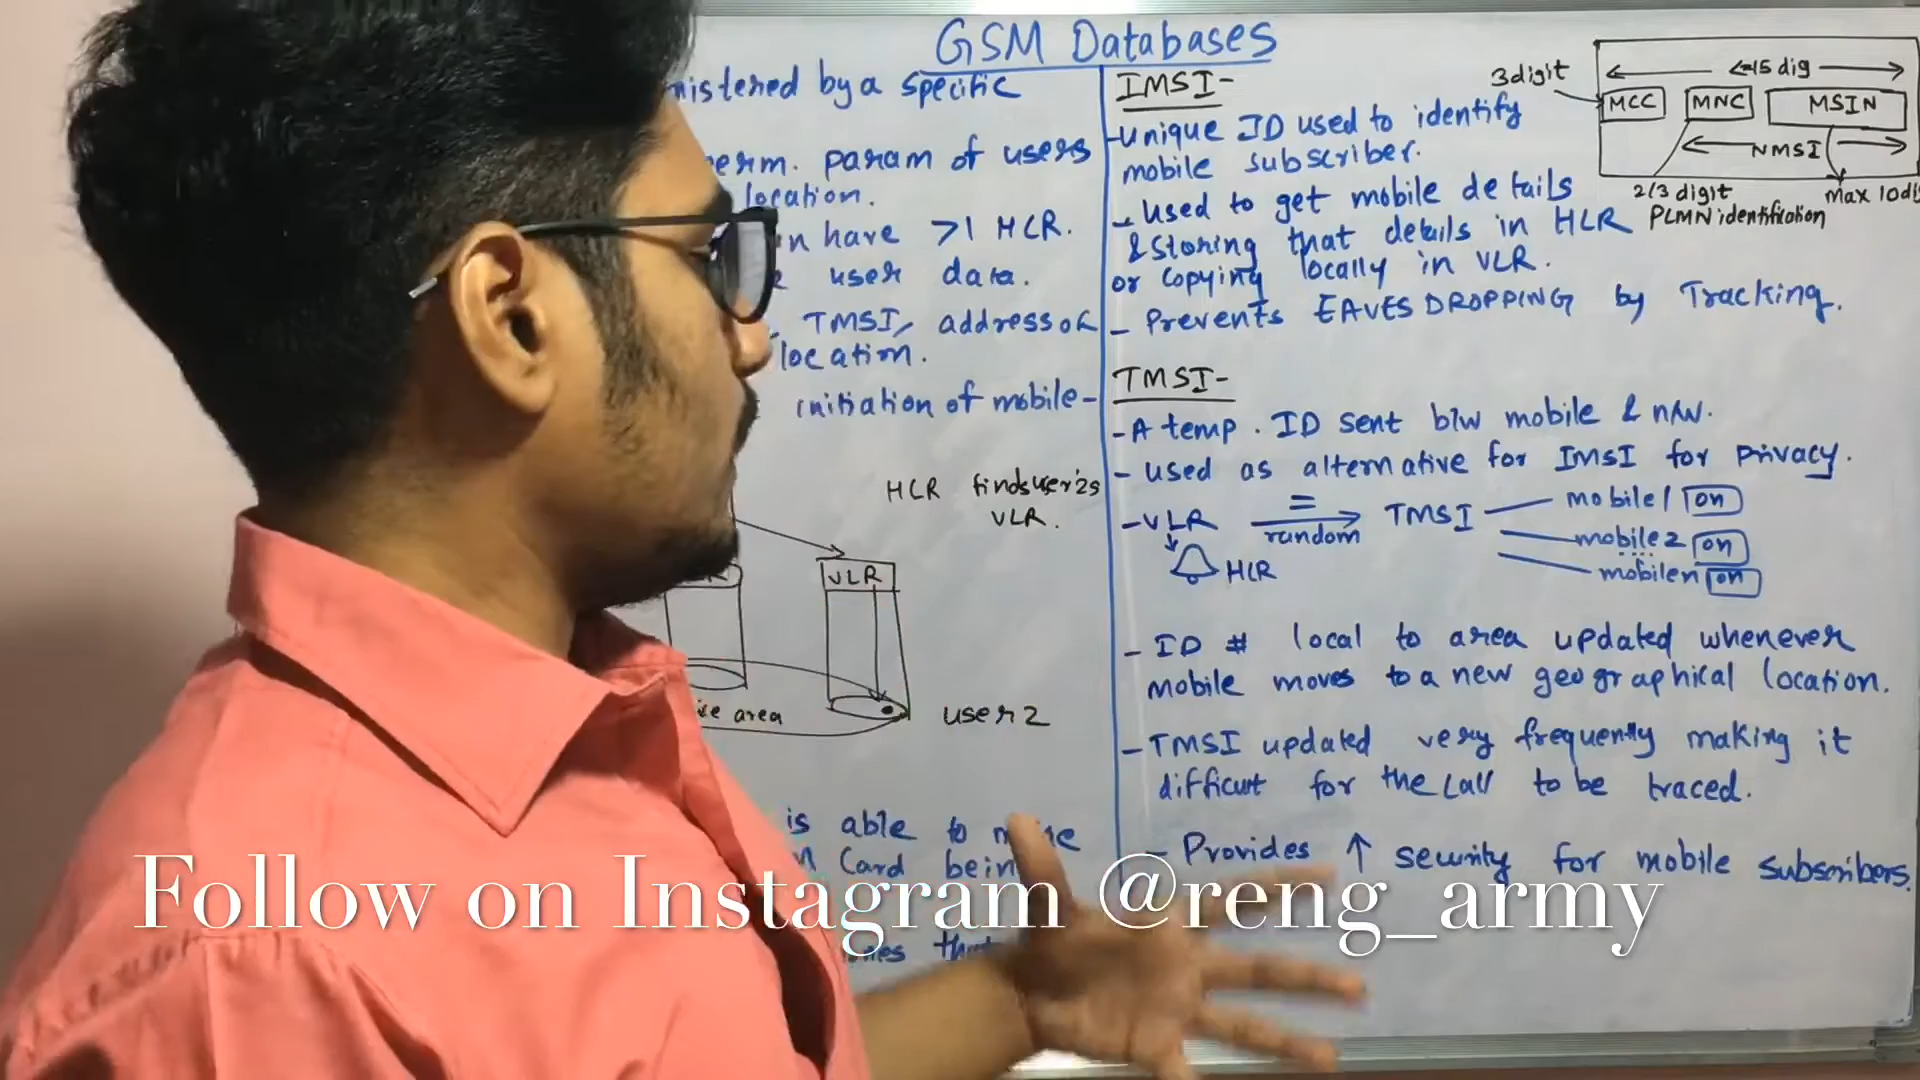 GSM Databases
by a specific
param of users
location.
have >1 HLR.
user data.
TMSI, address of
location.
initiation of mobile-
HLR finds user2's
VLR.
VLR
area
user 2
is able to
Card
IMSI-
-Unique ID used to identify
mobile subscriber.
- Used to get mobile details
& storing that details in HLR
or copying locally in VLR.
- Prevents EAVESDROPPING by Tracking.
3digit
<=15 dig
MCC MNC MSIN
NMSI
2/3 digit
PLMN identification
max 10
TMSI-
-A temp. ID sent b/w mobile & n/w.
- used as alternative for IMSI for privacy.
-VLR = random TMSI mobile1 on
mobile2 on
HLR mobilen on
- ID # local to area updated whenever
mobile moves to a new geographical location.
-TMSI updated very frequently making it
difficult for the call to be traced.
- Provides ↑ security for mobile subscribers.
Follow on Instagram @reng_army